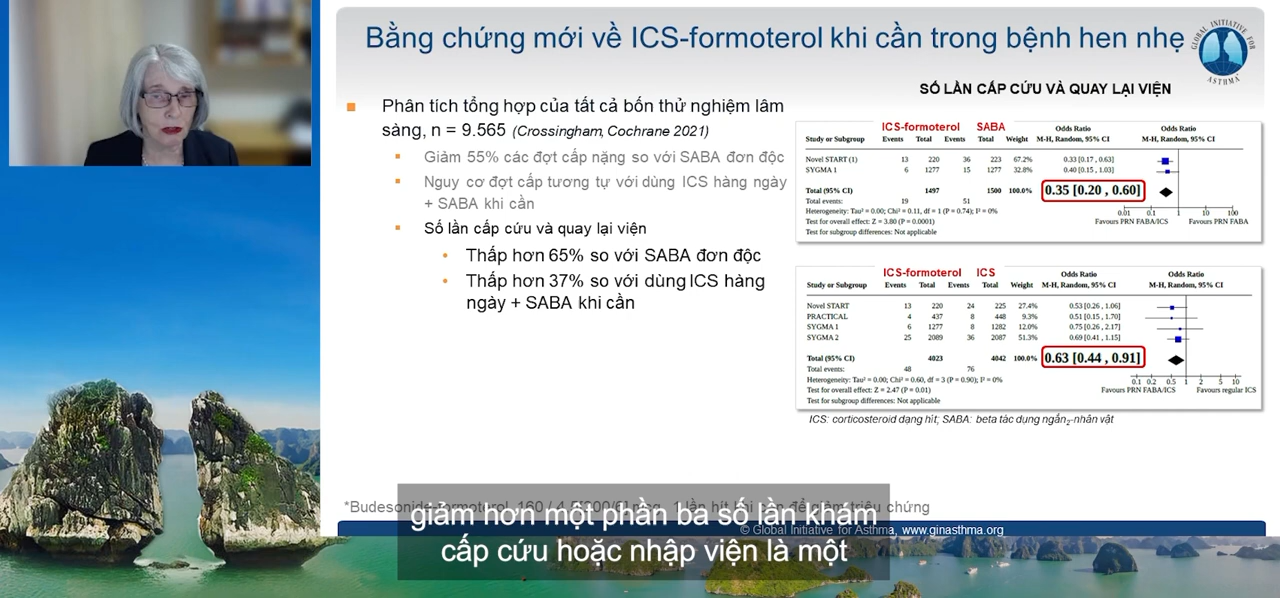 Bằng chứng mới về ICS-formoterol khi cần trong bệnh hen nhẹ
GLOBAL INITIATIVE FOR ASTHMA
SỐ LẦN CẤP CỨU VÀ QUAY LẠI VIỆN
Phân tích tổng hợp của tất cả bốn thử nghiệm lâm
sàng, n = 9.565 (Crossingham, Cochrane 2021)
Giảm 55% các đợt cấp nặng so với SABA đơn độc
Nguy cơ đợt cấp tương tự với dùng ICS hàng ngày
+ SABA khi cần
Số lần cấp cứu và quay lại viện
Thấp hơn 65% so với SABA đơn độc
Thấp hơn 37% so với dùng ICS hàng
ngày + SABA khi cần
ICS-formoterol SABA Odds Ratio Odds Ratio
Study or Subgroup Events Total Events Total Weight M-H, Random, 95% CI M-H, Random, 95% CI
Novel START (1) 13 220 36 223 67.2% 0.33 [0.17 , 0.63]
SYGMA 1 6 1277 15 1277 32.8% 0.40 [0.15 , 1.03]
Total (95% CI) 1497 1500 100.0% 0.35 [0.20 , 0.60]
Total events: 19 51
Heterogeneity: Tau² = 0.00; Chi² = 0.11, df = 1 (P = 0.74); I² = 0%
0.01 0.1 1 10 100
Test for overall effect: Z = 3.80 (P = 0.0001)
Favours PRN FABA/ICS Favours PRN FABA
Test for subgroup differences: Not applicable
ICS-formoterol ICS Odds Ratio Odds Ratio
Study or Subgroup Events Total Events Total Weight M-H, Random, 95% CI M-H, Random, 95% CI
Novel START 13 220 24 225 27.4% 0.53 [0.26 , 1.06]
PRACTICAL 4 437 8 448 9.3% 0.51 [0.15 , 1.70]
SYGMA 1 6 1277 8 1282 12.0% 0.75 [0.26 , 2.17]
SYGMA 2 25 2089 36 2087 51.3% 0.69 [0.41 , 1.15]
Total (95% CI) 4023 4042 100.0% 0.63 [0.44 , 0.91]
Total events: 48 76
Heterogeneity: Tau² = 0.00; Chi² = 0.60, df = 3 (P = 0.90); I² = 0%
0.1 0.2 0.5 1 2 5 10
Test for overall effect: Z = 2.47 (P = 0.01)
Favours PRN FABA/ICS Favours regular ICS
Test for subgroup differences: Not applicable
ICS: corticosteroid dạng hít; SABA: beta tác dụng ngắn₂-nhân vật
*Budesonide-formoterol
triệu chứng
giảm hơn một phần ba số lần khám
© Global Initiative for Asthma, www.ginasthma.org
cấp cứu hoặc nhập viện là một